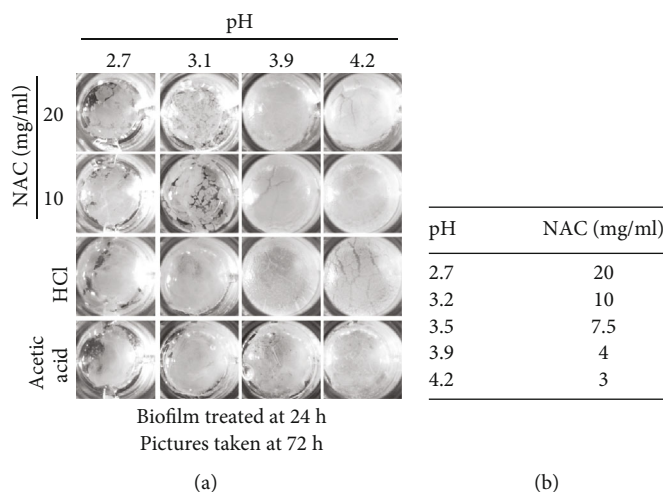 pH
2.7 3.1 3.9 4.2
NAC (mg/ml)
20
10
HCl
Acetic
acid
Biofilm treated at 24 h
Pictures taken at 72 h
(a)
pH NAC (mg/ml)
2.7 20
3.2 10
3.5 7.5
3.9 4
4.2 3
(b)